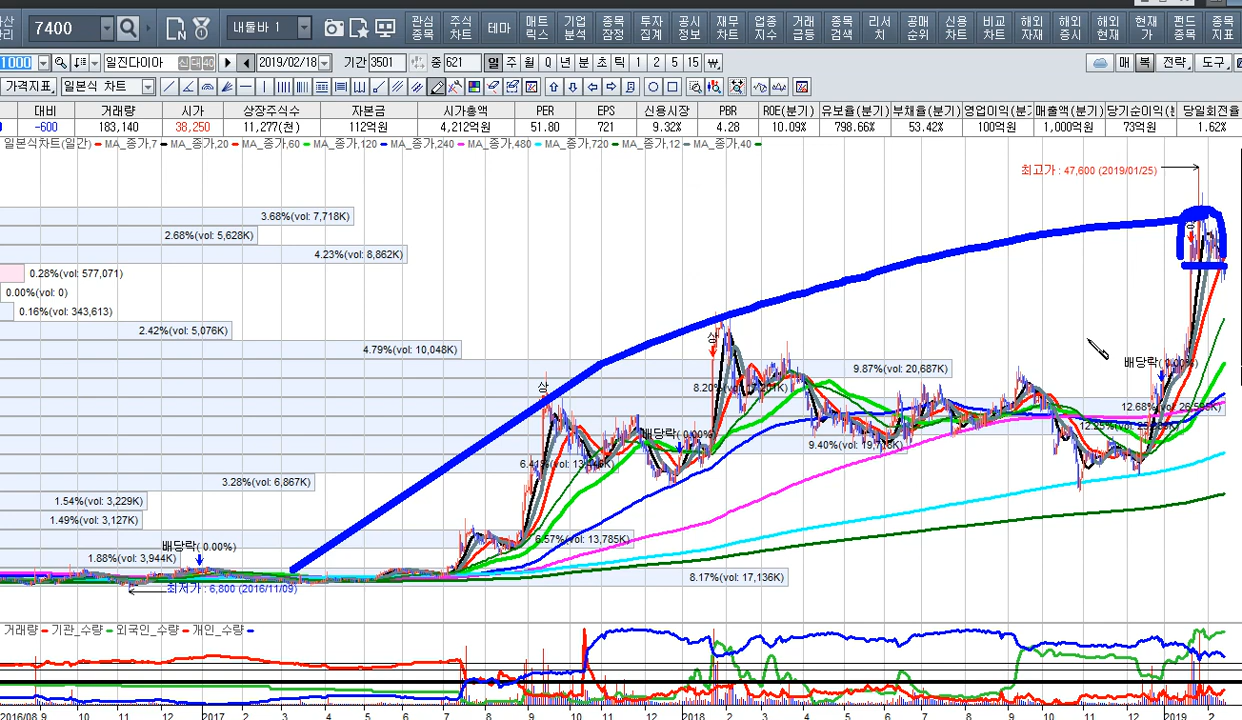 7400 내툴바 1 관심 종목 주식 차트 테마 매트 릭스 기업 분석 종목 잠정 투자 집계 공시 정보 재무 차트 업종 지수 거래 급등 종목 검색 리서 치 공매 순위 신용 차트 비교 차트 해외 자재 해외 증시 해외 현재 현재 가 펀드 종목 종목 지표
1000 일진다이아 신대40 2019/02/18 기간 3501 중 621 일 주 월 Q 년 분 초 틱 1 2 5 15 매 복 전략, 도구,
가격지표, 일본식 차트
대비 거래량 시가 상장주식수 자본금 시가총액 PER EPS 신용시장 PBR ROE(분기) 유보율(분기) 부채율(분기) 영업이익(분기 매출액(분기) 당기순이익( 당일회전율
-600 183,140 38,250 11,277(천) 112억원 4,212억원 51.80 721 9.32% 4.28 10.09% 798.66% 53.42% 100억원 1,000억원 73억원 1.62%
일본식차트(일간) MA_종가,7 MA_종가,20 MA_종가,60 MA_종가,120 MA_종가,240 MA_종가,480 MA_종가,720 MA_종가,12 MA_종가,40
최고가 : 47,600 (2019/01/25)
3.68%(vol: 7,718K)
2.68%(vol: 5,628K)
4.23%(vol: 8,862K)
0.28%(vol: 577,071)
0.00%(vol: 0)
0.16%(vol: 343,613)
2.42%(vol: 5,076K)
상
4.79%(vol: 10,048K)
배당락( 0.00%)
9.87%(vol: 20,687K)
상
8.20%
12.68%
배당락( 0.00%)
9.40%
6.41%
3.28%(vol: 6,867K)
1.54%(vol: 3,229K)
1.49%(vol: 3,127K)
6.57%(vol: 13,785K)
배당락( 0.00%)
1.88%(vol: 3,944K)
8.17%(vol: 17,136K)
최저가 : 6,800 (2016/11/09)
거래량 기관_수량 외국인_수량 개인_수량
2016/08 9 10 11 12 2017 2 3 4 5 6 7 8 9 10 11 12 2018 2 3 4 5 6 7 8 9 10 11 12 2019 2